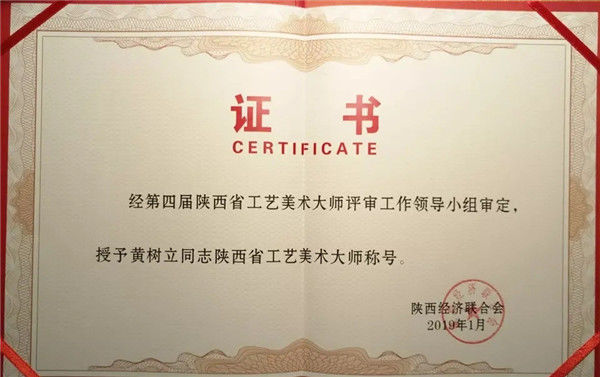 证 书
CERTIFICATE
经第四届陕西省工艺美术大师评审工作领导小组审定，
授予黄树立同志陕西省工艺美术大师称号。
陕西经济联合会
2019年1月